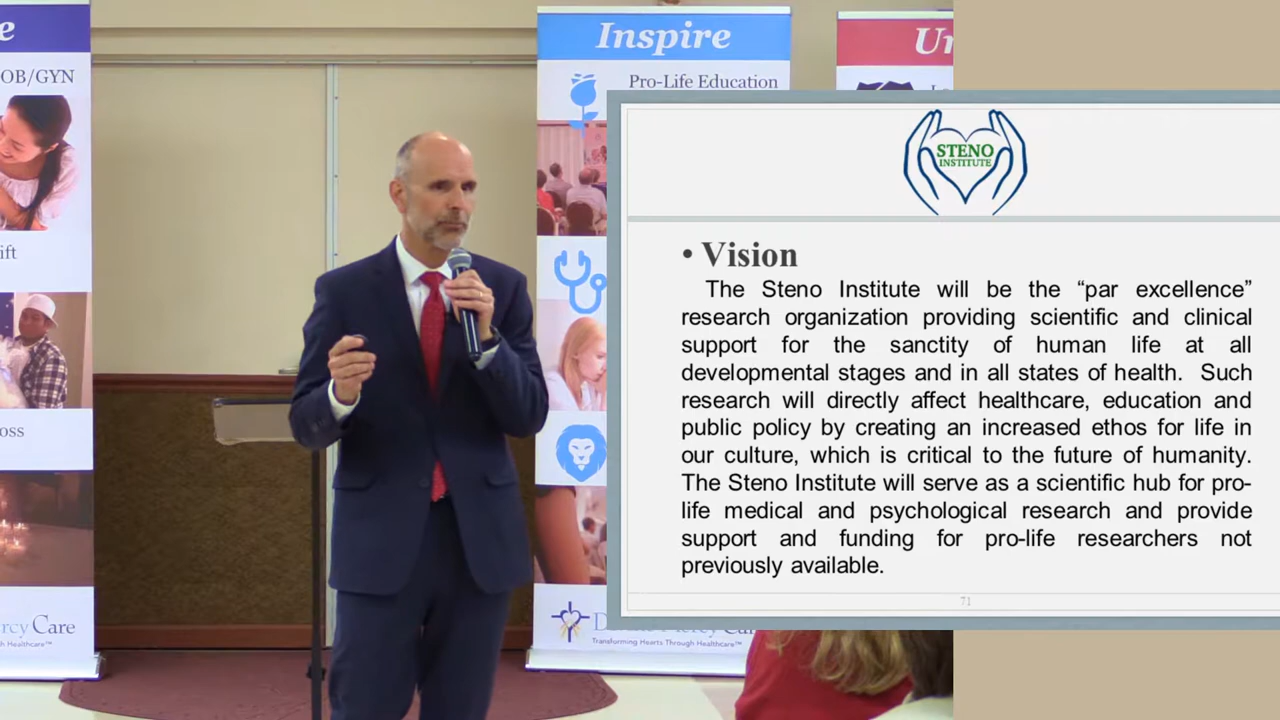 e
OB/GYN
ift
oss
rcy Care
h Healthcare™
Inspire
Pro-Life Education
Transforming Hearts Through Healthcare™
Ur
STENO
INSTITUTE
• Vision
The Steno Institute will be the “par excellence”
research organization providing scientific and clinical
support for the sanctity of human life at all
developmental stages and in all states of health. Such
research will directly affect healthcare, education and
public policy by creating an increased ethos for life in
our culture, which is critical to the future of humanity.
The Steno Institute will serve as a scientific hub for pro-
life medical and psychological research and provide
support and funding for pro-life researchers not
previously available.
71